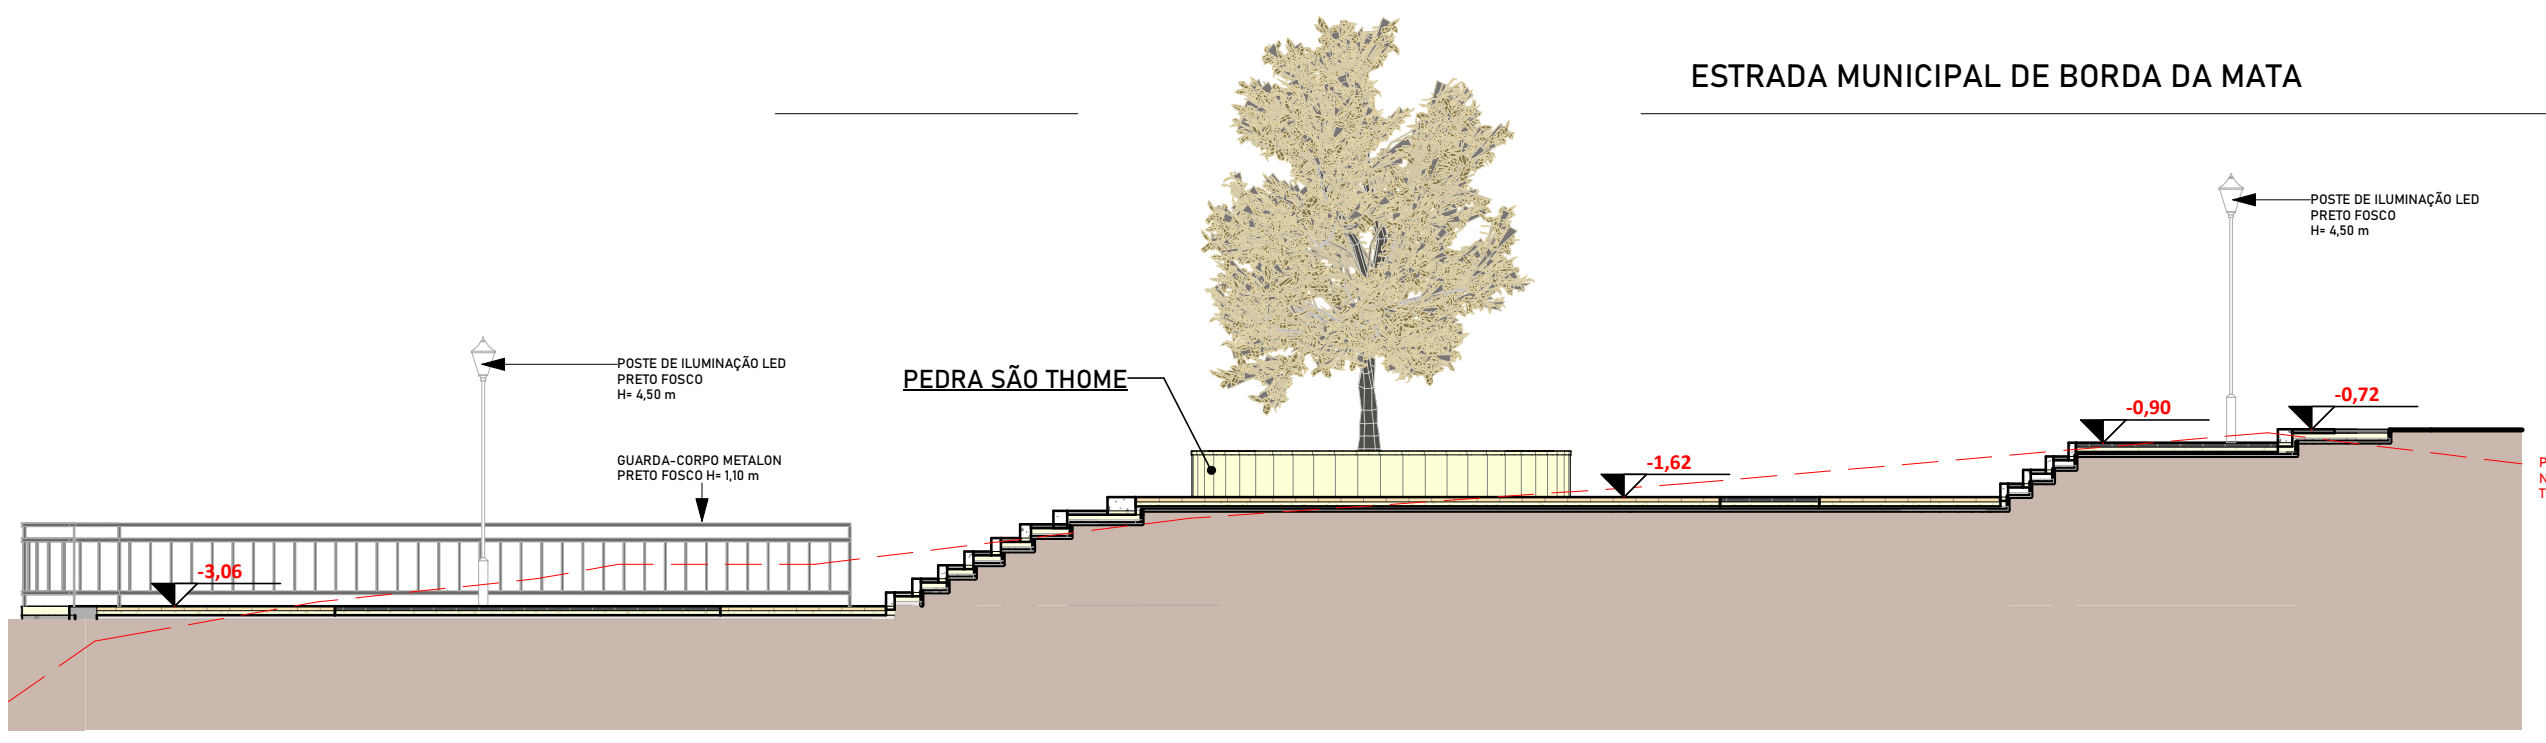 ESTRADA MUNICIPAL DE BORDA DA MATA
POSTE DE ILUMINAÇÃO LED
PRETO FOSCO
H= 4,50 m
POSTE DE ILUMINAÇÃO LED
PRETO FOSCO
H= 4,50 m
PEDRA SÃO THOME
-0,72
-0,90
-1,62
GUARDA-CORPO METALON
PRETO FOSCO H= 1,10 m
-3,06
P
N
T